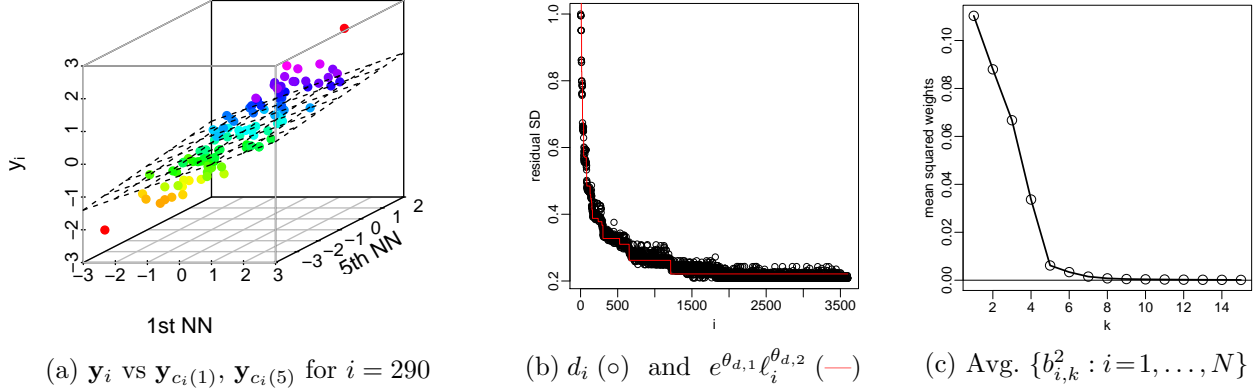 y_i
3
2
1
0
−1
−2
−3
−3 −2 −1 0 1 2 3
−3 −2 −1 0 1 2
5th NN
1st NN
(a) y_i vs y_{c_i(1)}, y_{c_i(5)} for i = 290
residual SD
1.0
0.8
0.6
0.4
0.2
0 500 1500 2500 3500
i
(b) d_i (○) and e^{θ_{d,1}} ℓ_i^{θ_{d,2}} (—)
mean squared weights
0.10
0.08
0.06
0.04
0.02
0.00
2 4 6 8 10 12 14
k
(c) Avg. {b²_{i,k} : i=1, . . . , N}